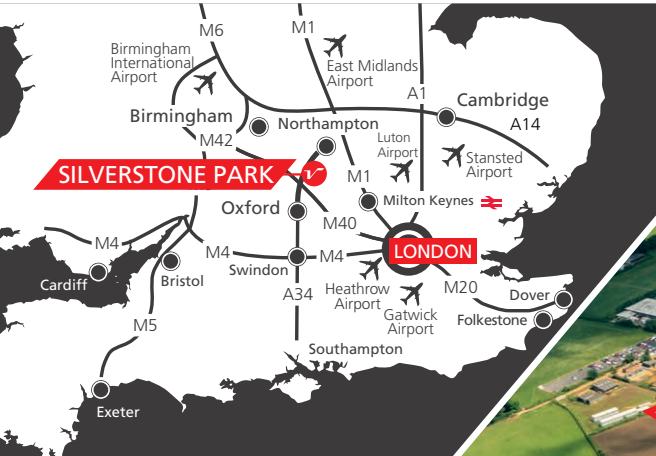 M6
M1
Birmingham
International
Airport
East Midlands
Airport
A1
Cambridge
Birmingham
Northampton
A14
M42
Luton
Airport
Stansted
Airport
SILVERSTONE PARK
M1
Milton Keynes
Oxford
M40
LONDON
M4
M4
Swindon
M4
Cardiff
Bristol
Heathrow
Airport
M20
Dover
A34
Gatwick
Airport
Folkestone
M5
Southampton
Exeter